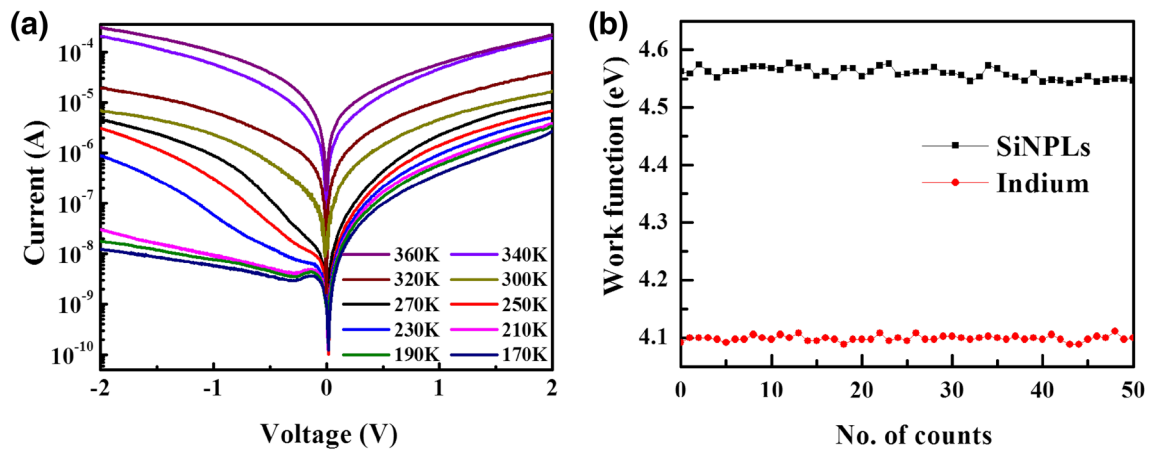 (a)
Current (A)
10⁻⁴
10⁻⁵
10⁻⁶
10⁻⁷
10⁻⁸
10⁻⁹
10⁻¹⁰
360K 340K
320K 300K
270K 250K
230K 210K
190K 170K
-2 -1 0 1 2
Voltage (V)
(b)
Work function (eV)
4.6
4.5
4.4
4.3
4.2
4.1
SiNPLs
Indium
0 10 20 30 40 50
No. of counts